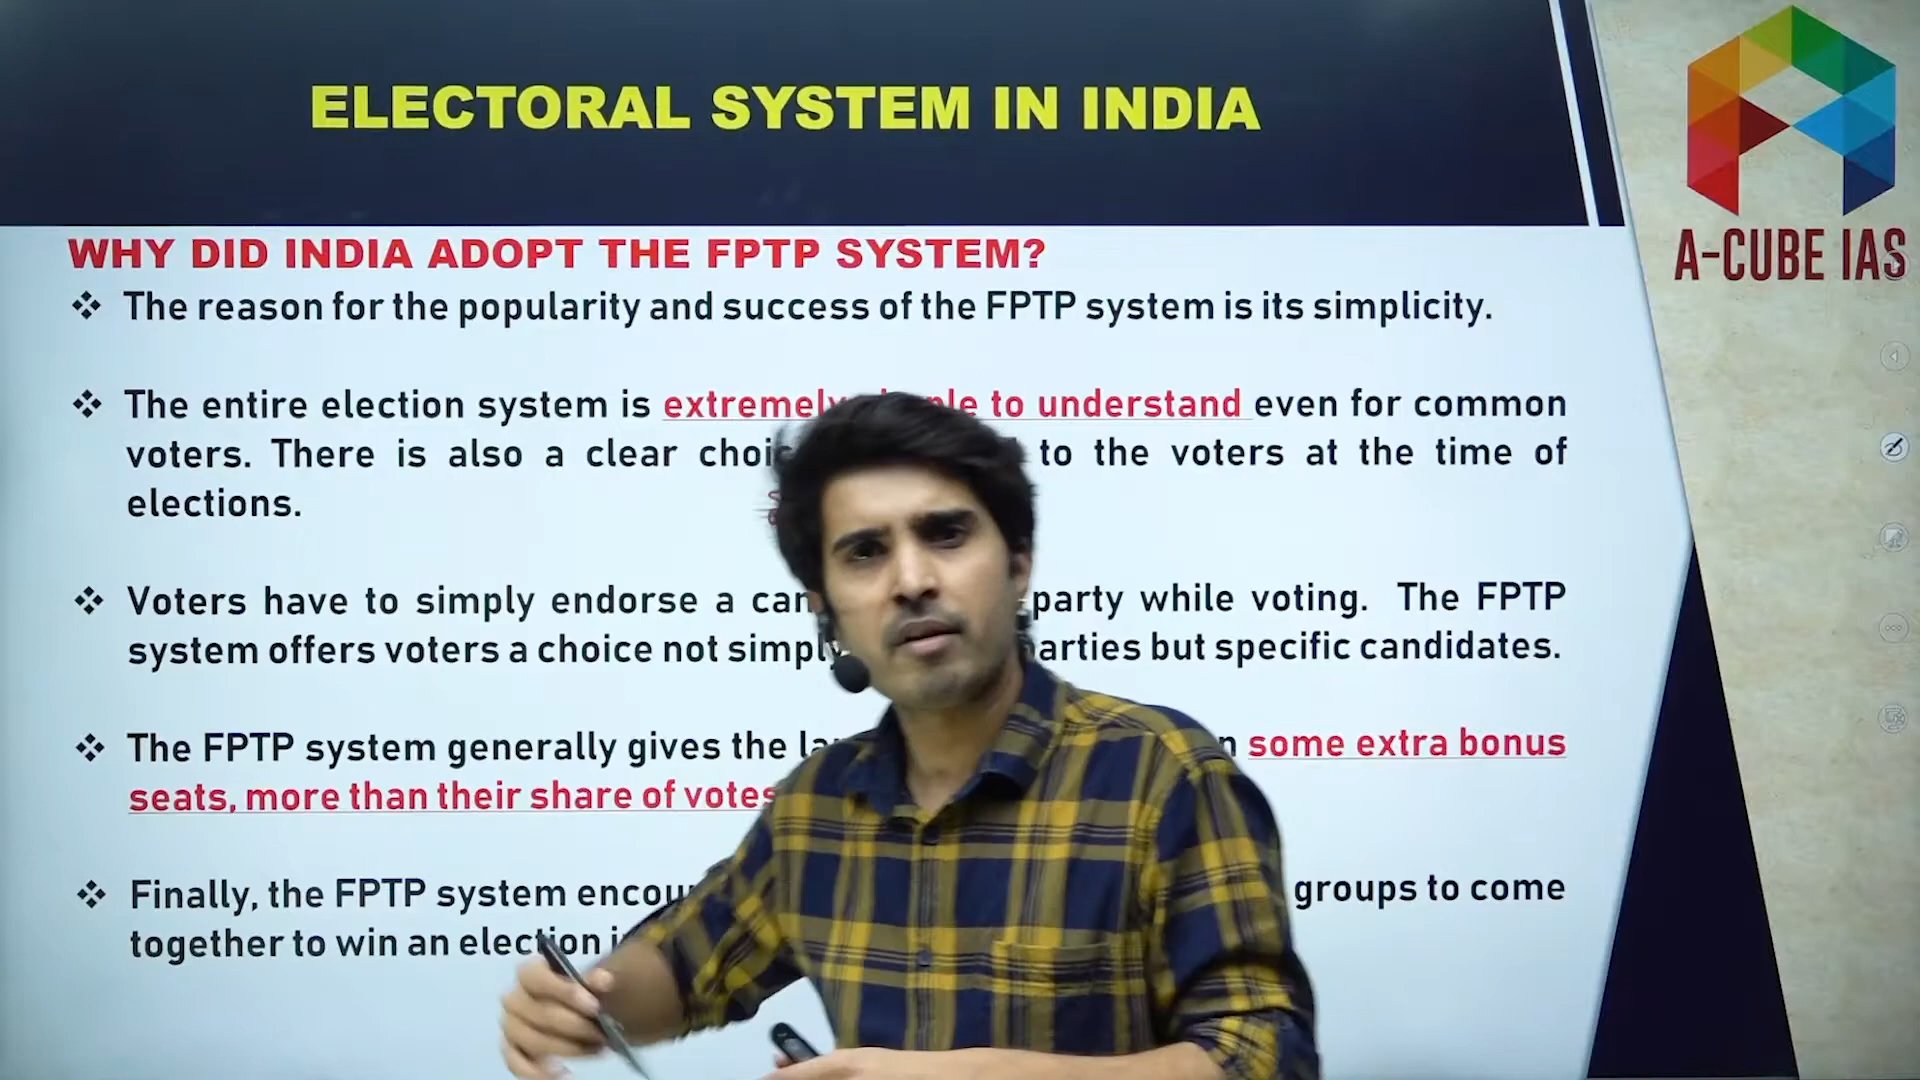 ELECTORAL SYSTEM IN INDIA
A-CUBE IAS
WHY DID INDIA ADOPT THE FPTP SYSTEM?
❖ The reason for the popularity and success of the FPTP system is its simplicity.
❖ The entire election system is extremely to understand even for common
voters. There is also a clear to the voters at the time of
elections.
❖ Voters have to simply endorse a party while voting. The FPTP
system offers voters a choice not simply but specific candidates.
❖ The FPTP system generally gives the some extra bonus
seats, more than their share of votes
❖ Finally, the FPTP system groups to come
together to win an election